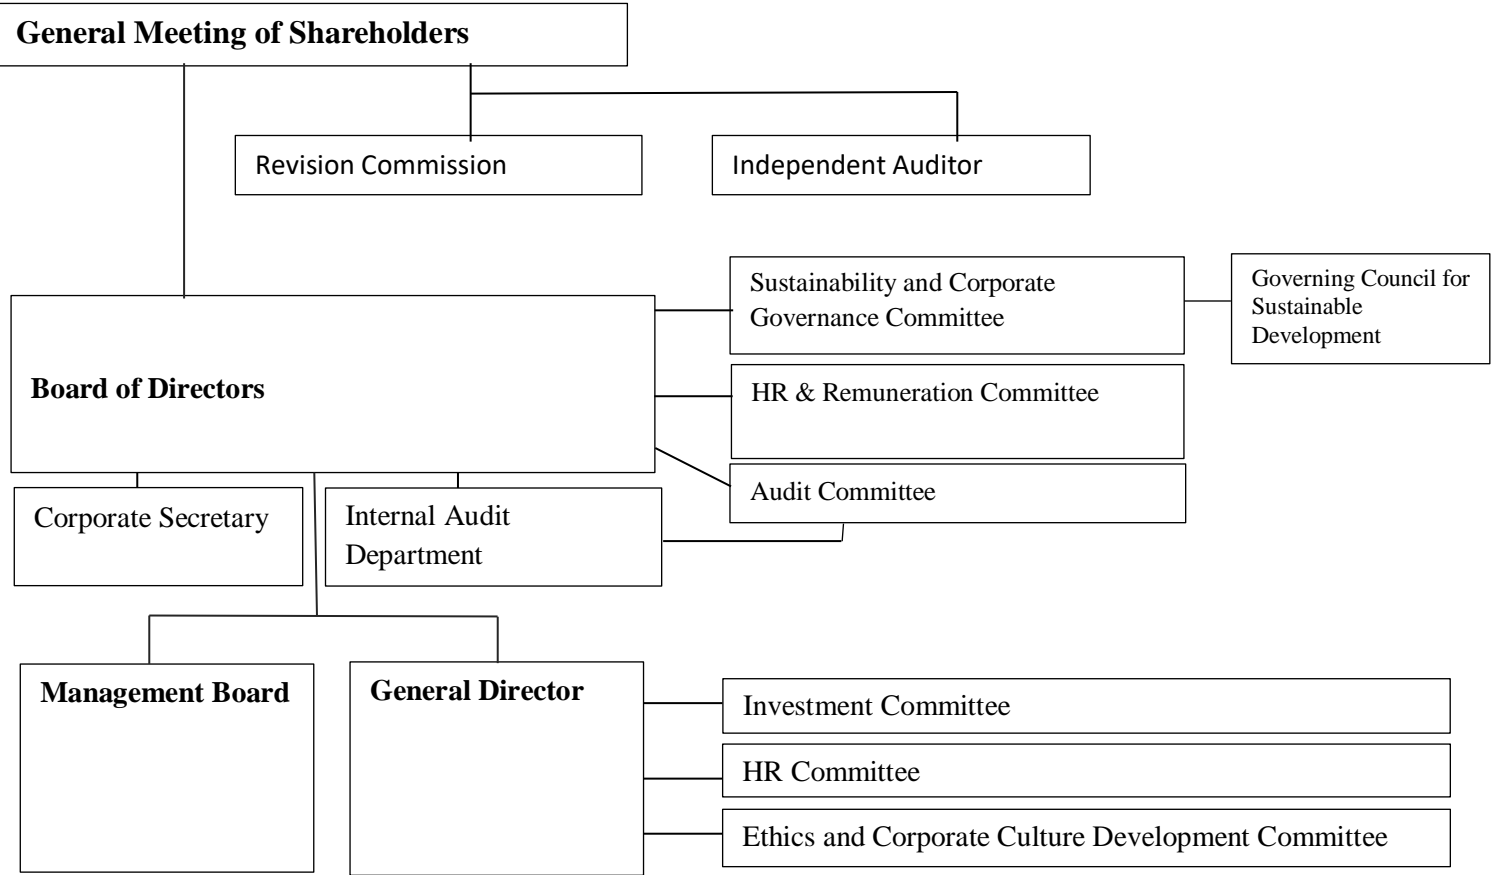 General Meeting of Shareholders
Revision Commission
Independent Auditor
Sustainability and Corporate
Governance Committee
Governing Council for
Sustainable
Development
Board of Directors
HR & Remuneration Committee
Audit Committee
Corporate Secretary
Internal Audit
Department
Management Board
General Director
Investment Committee
HR Committee
Ethics and Corporate Culture Development Committee